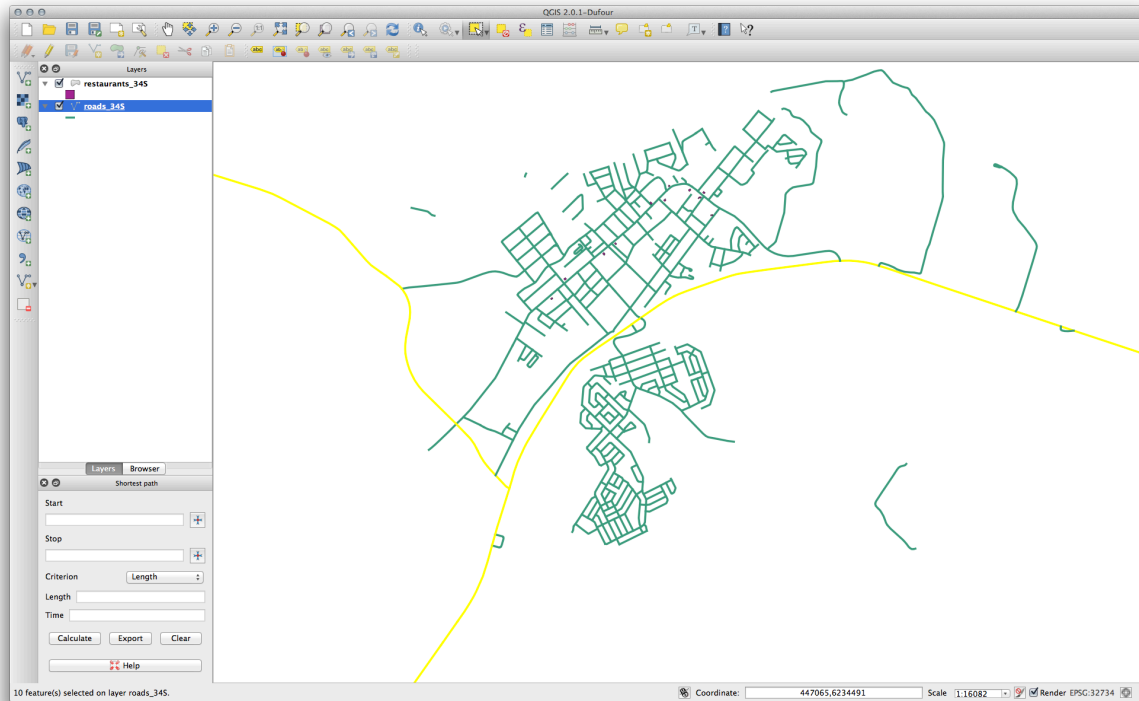 QGIS 2.0.1-Dufour
Layers
restaurants_34S
roads_34S
Layers Browser
Shortest path
Start
Stop
Criterion Length
Length
Time
Calculate Export Clear
Help
10 feature(s) selected on layer roads_34S.
Coordinate: 447065,6234491 Scale 1:16082 Render EPSG:32734